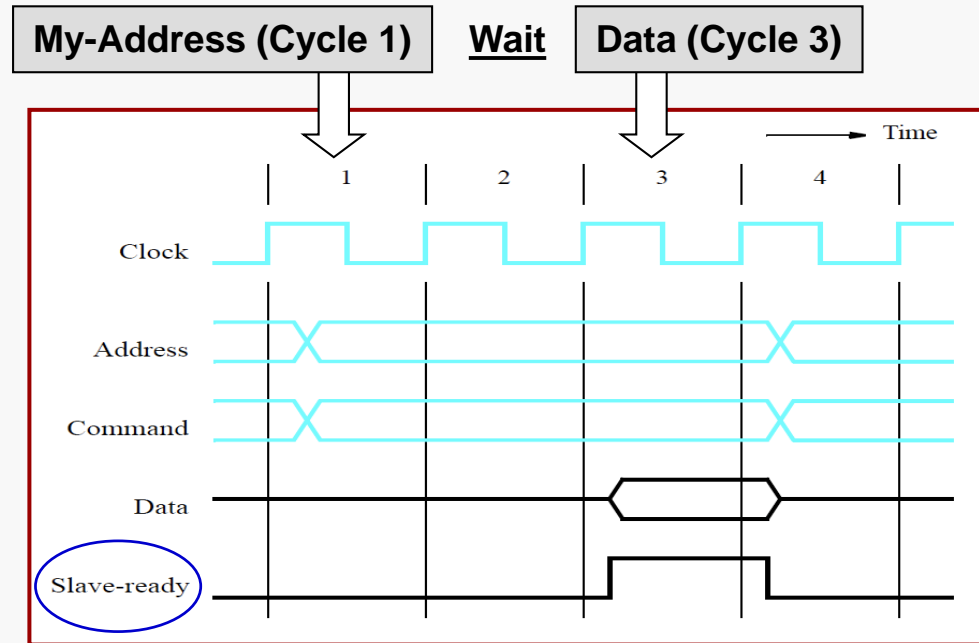 My-Address (Cycle 1) Wait Data (Cycle 3)
Time
1 2 3 4
Clock
Address
Command
Data
Slave-ready